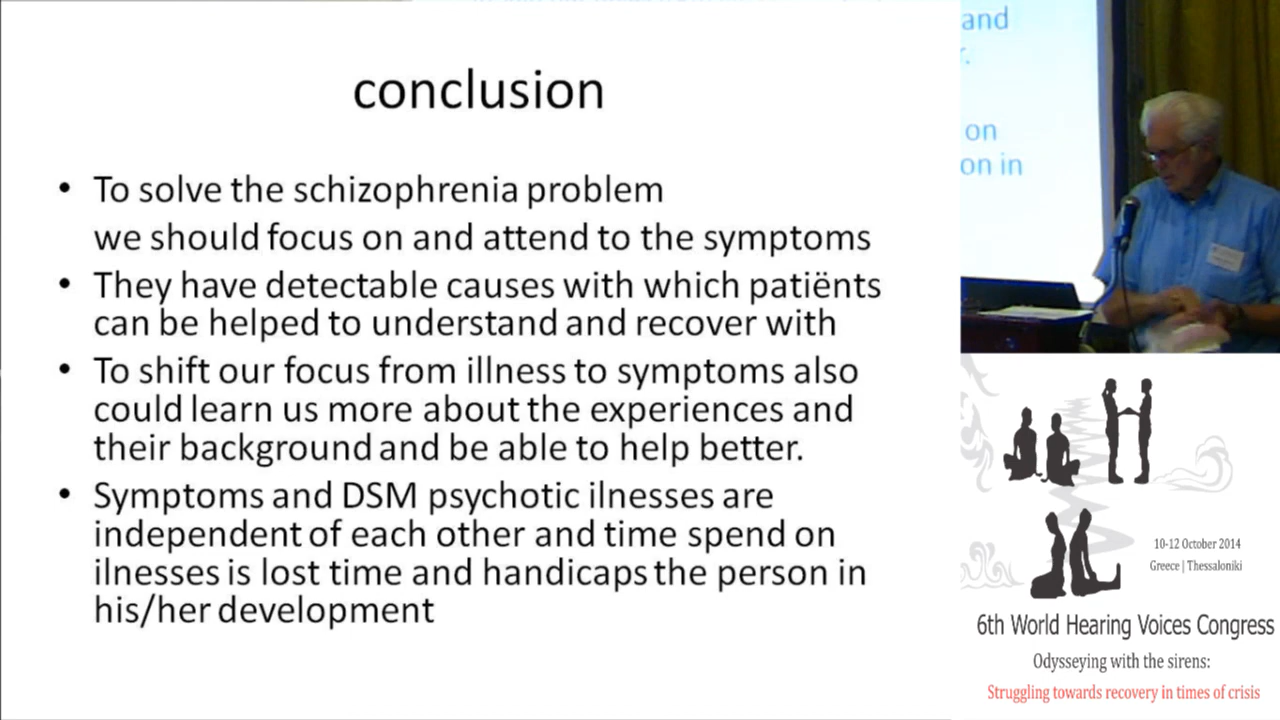 conclusion
• To solve the schizophrenia problem
we should focus on and attend to the symptoms
• They have detectable causes with which patiënts
can be helped to understand and recover with
• To shift our focus from illness to symptoms also
could learn us more about the experiences and
their background and be able to help better.
• Symptoms and DSM psychotic ilnesses are
independent of each other and time spend on
ilnesses is lost time and handicaps the person in
his/her development
and
r.
on
on in
10-12 October 2014
Greece | Thessaloniki
6th World Hearing Voices Congress
Odysseying with the sirens:
Struggling towards recovery in times of crisis